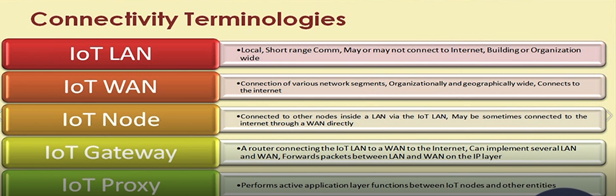 Connectivity Terminologies
IoT LAN
•Local, Short range Comm, May or may not connect to Internet, Building or Organization
wide
IoT WAN
•Connection of various network segments, Organizationally and geographically wide, Connects to
the internet
IoT Node
•Connected to other nodes inside a LAN via the IoT LAN, May be sometimes connected to the
internet through a WAN directly
IoT Gateway
•A router connecting the IoT LAN to a WAN to the Internet, Can implement several LAN
and WAN, Forwards packets between LAN and WAN on the IP layer
IoT Proxy
•Performs active application layer functions between IoT nodes and other entities